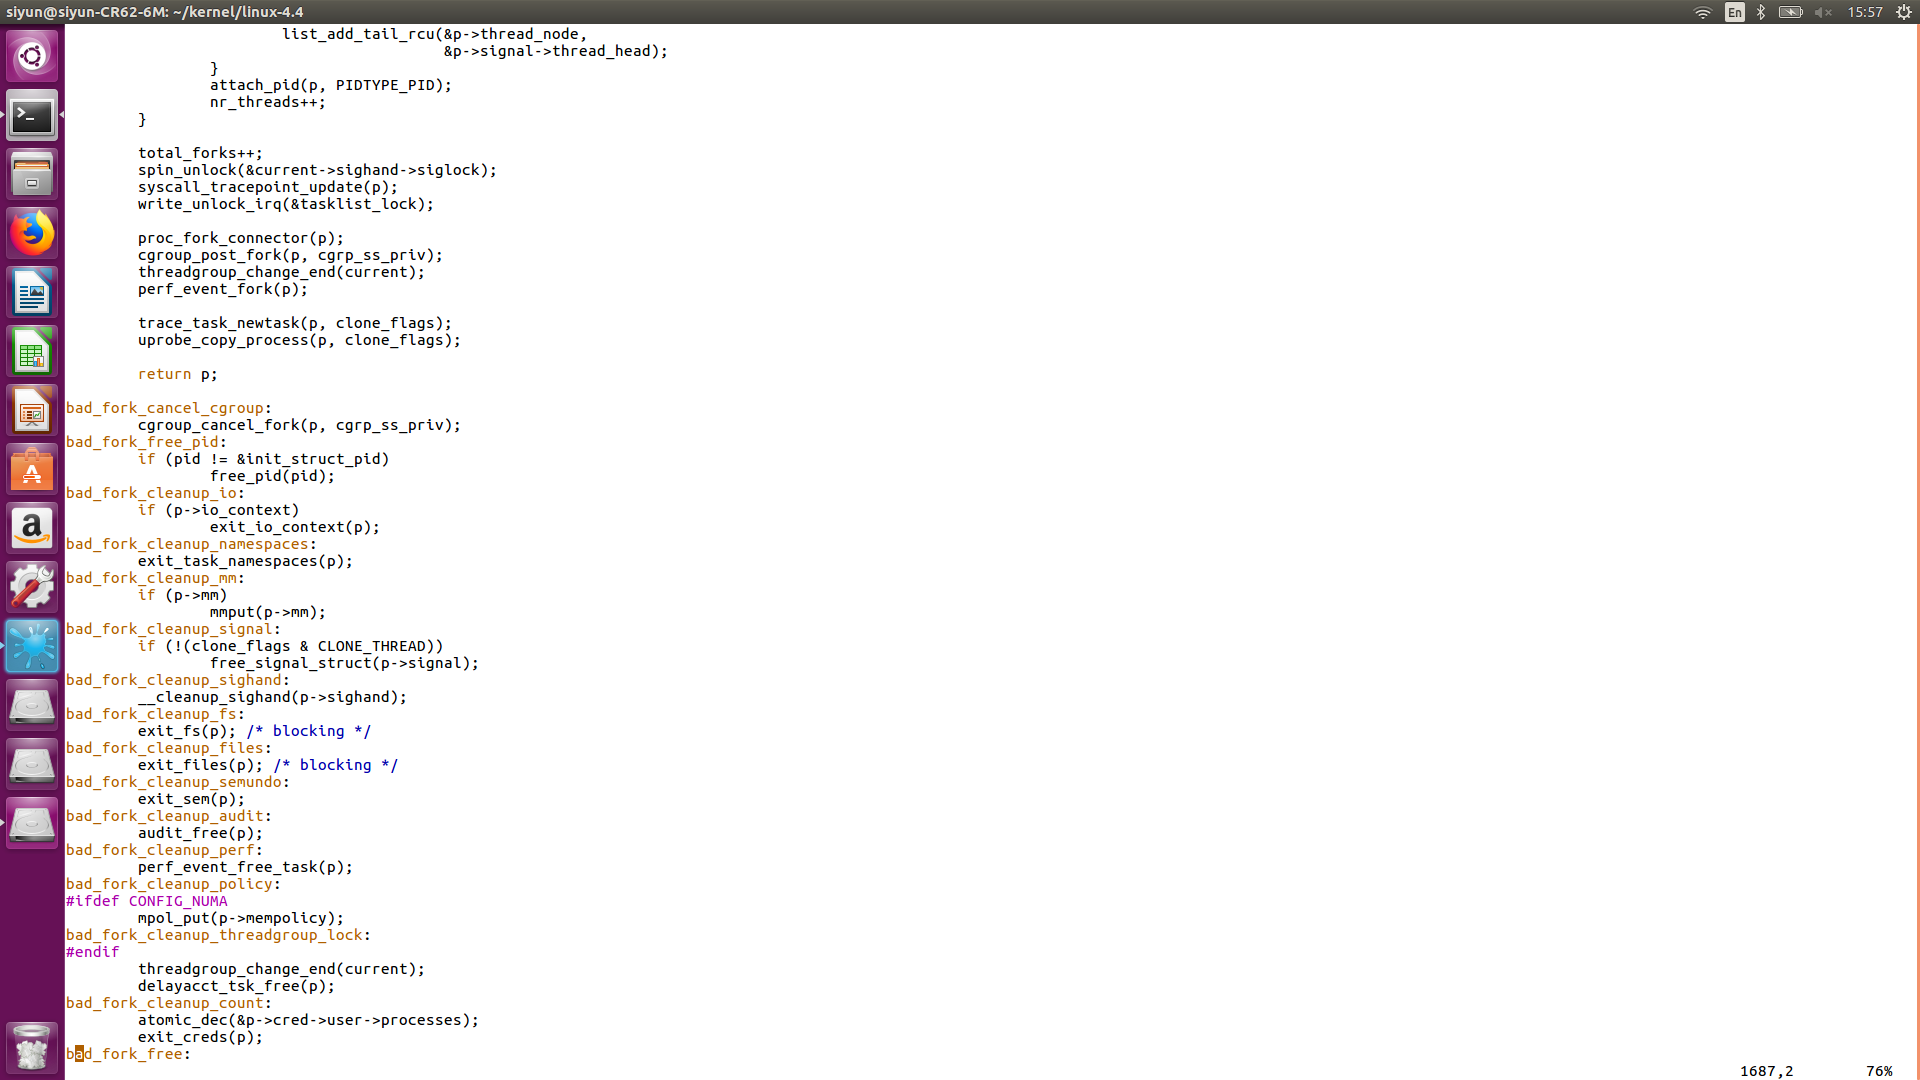 siyun@siyun-CR62-6M: ~/kernel/linux-4.4
En
15:57
                        list_add_tail_rcu(&p->thread_node,
                                          &p->signal->thread_head);
                }
                attach_pid(p, PIDTYPE_PID);
                nr_threads++;
        }
        total_forks++;
        spin_unlock(&current->sighand->siglock);
        syscall_tracepoint_update(p);
        write_unlock_irq(&tasklist_lock);
        proc_fork_connector(p);
        cgroup_post_fork(p, cgrp_ss_priv);
        threadgroup_change_end(current);
        perf_event_fork(p);
        trace_task_newtask(p, clone_flags);
        uprobe_copy_process(p, clone_flags);
        return p;
bad_fork_cancel_cgroup:
        cgroup_cancel_fork(p, cgrp_ss_priv);
bad_fork_free_pid:
        if (pid != &init_struct_pid)
                free_pid(pid);
bad_fork_cleanup_io:
        if (p->io_context)
                exit_io_context(p);
bad_fork_cleanup_namespaces:
        exit_task_namespaces(p);
bad_fork_cleanup_mm:
        if (p->mm)
                mmput(p->mm);
bad_fork_cleanup_signal:
        if (!(clone_flags & CLONE_THREAD))
                free_signal_struct(p->signal);
bad_fork_cleanup_sighand:
        __cleanup_sighand(p->sighand);
bad_fork_cleanup_fs:
        exit_fs(p); /* blocking */
bad_fork_cleanup_files:
        exit_files(p); /* blocking */
bad_fork_cleanup_semundo:
        exit_sem(p);
bad_fork_cleanup_audit:
        audit_free(p);
bad_fork_cleanup_perf:
        perf_event_free_task(p);
bad_fork_cleanup_policy:
#ifdef CONFIG_NUMA
        mpol_put(p->mempolicy);
bad_fork_cleanup_threadgroup_lock:
#endif
        threadgroup_change_end(current);
        delayacct_tsk_free(p);
bad_fork_cleanup_count:
        atomic_dec(&p->cred->user->processes);
        exit_creds(p);
bad_fork_free:
1687,2 76%